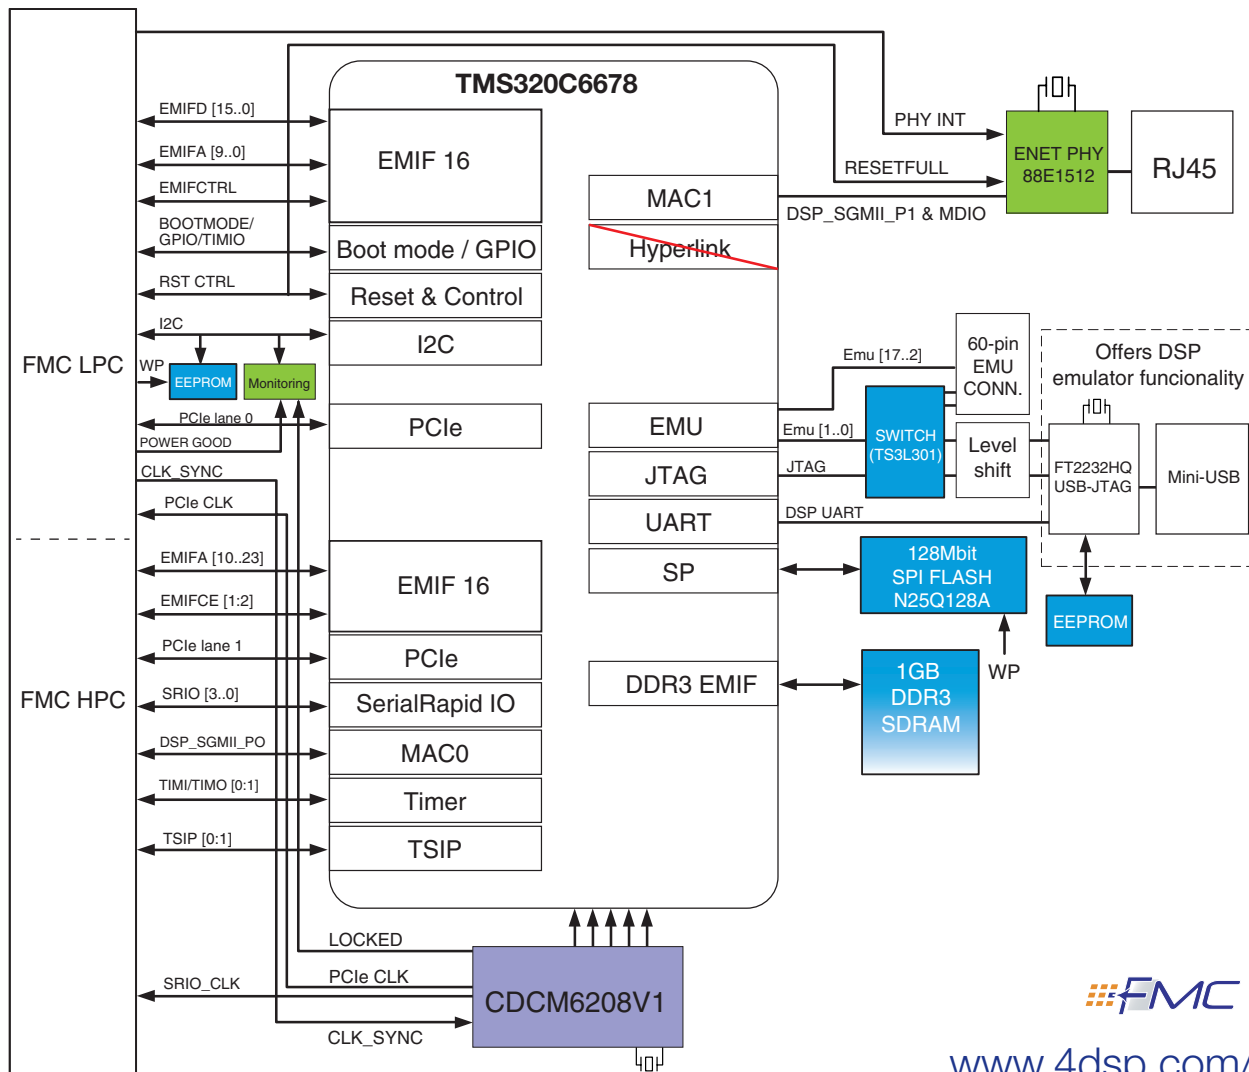 TMS320C6678
EMIFD [15..0]
EMIFA [9..0]
EMIFCTRL
BOOTMODE/
GPIO/TIMIO
RST CTRL
I2C
WP
EEPROM
Monitoring
FMC LPC
PCIe lane 0
POWER GOOD
CLK_SYNC
PCIe CLK
EMIFA [10..23]
EMIFCE [1:2]
PCIe lane 1
FMC HPC
SRIO [3..0]
DSP_SGMII_PO
TIMI/TIMO [0:1]
TSIP [0:1]
SRIO_CLK
EMIF 16
Boot mode / GPIO
Reset & Control
I2C
PCIe
EMIF 16
PCIe
SerialRapid IO
MAC0
Timer
TSIP
MAC1
Hyperlink
EMU
JTAG
UART
SP
DDR3 EMIF
PHY INT
RESETFULL
DSP_SGMII_P1 & MDIO
ENET PHY
88E1512
RJ45
Emu [17..2]
60-pin
EMU
CONN.
Offers DSP
emulator funcionality
Emu [1..0]
SWITCH
(TS3L301)
Level
shift
JTAG
FT2232HQ
USB-JTAG
Mini-USB
DSP UART
128Mbit
SPI FLASH
N25Q128A
EEPROM
WP
1GB
DDR3
SDRAM
LOCKED
PCIe CLK
CLK_SYNC
CDCM6208V1
FMC
www.4dsp.com/